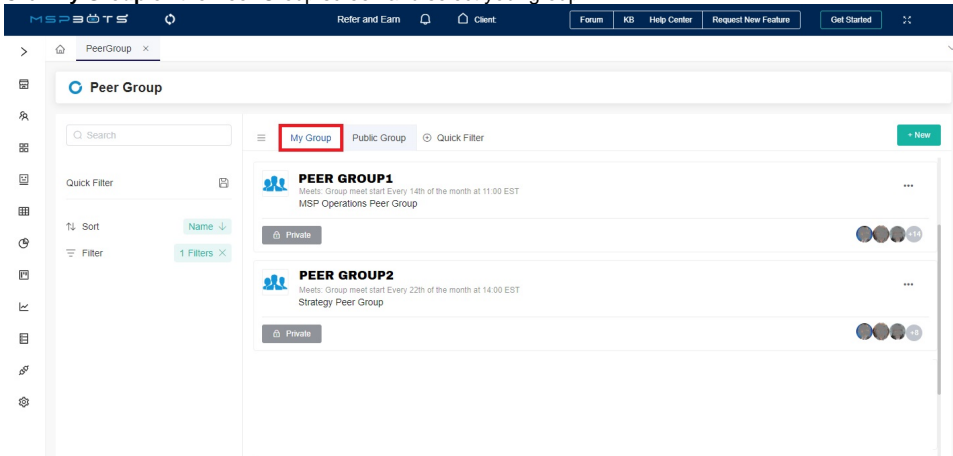 MSPBOTS
Refer and Earn
Client:
Forum
KB
Help Center
Request New Feature
Get Started
PeerGroup ×
Peer Group
Search
My Group
Public Group
Quick Filter
+ New
Quick Filter
Sort
Name ↓
Filter
1 Filters ×
PEER GROUP1
Meets: Group meet start Every 14th of the month at 11:00 EST
MSP Operations Peer Group
Private
+14
PEER GROUP2
Meets: Group meet start Every 22th of the month at 14:00 EST
Strategy Peer Group
Private